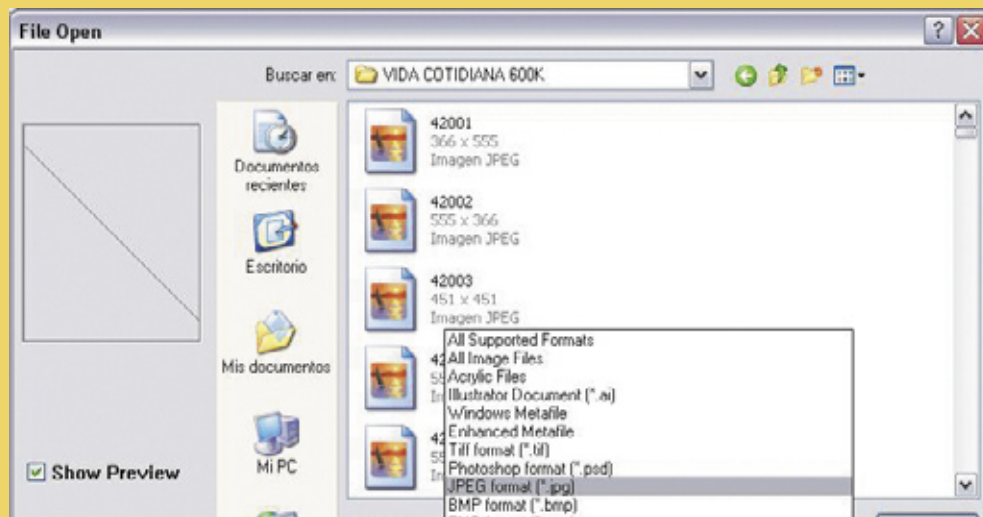 File Open
Buscar en:
VIDA COTIDIANA 600K
Documentos
recientes
Escritorio
Mis documentos
Mi PC
42001
366 x 555
Imagen JPEG
42002
555 x 366
Imagen JPEG
42003
451 x 451
Imagen JPEG
All Supported Formats
All Image Files
Acrylic Files
Illustrator Document (*.ai)
Windows Metafile
Enhanced Metafile
Tiff format (*.tif)
Photoshop format (*.psd)
JPEG format (*.jpg)
BMP format (*.bmp)
Show Preview